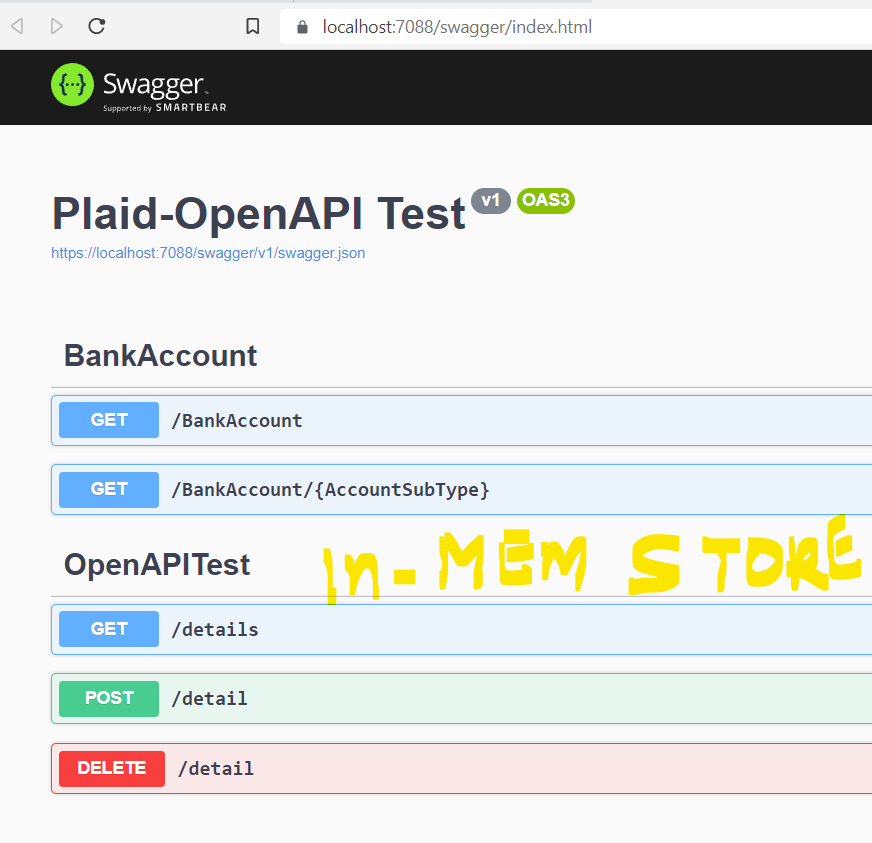 localhost:7088/swagger/index.html
{···} Swagger
Supported by SMARTBEAR
Plaid-OpenAPI Test v1 OAS3
https://localhost:7088/swagger/v1/swagger.json
BankAccount
GET /BankAccount
GET /BankAccount/{AccountSubType}
OpenAPITest In-MEM STORE
GET /details
POST /detail
DELETE /detail